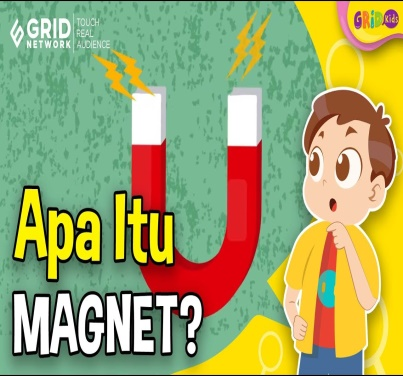 GRID
NETWORK
TOUCH
REAL
AUDIENCE
GRID Kids
Apa Itu
MAGNET?